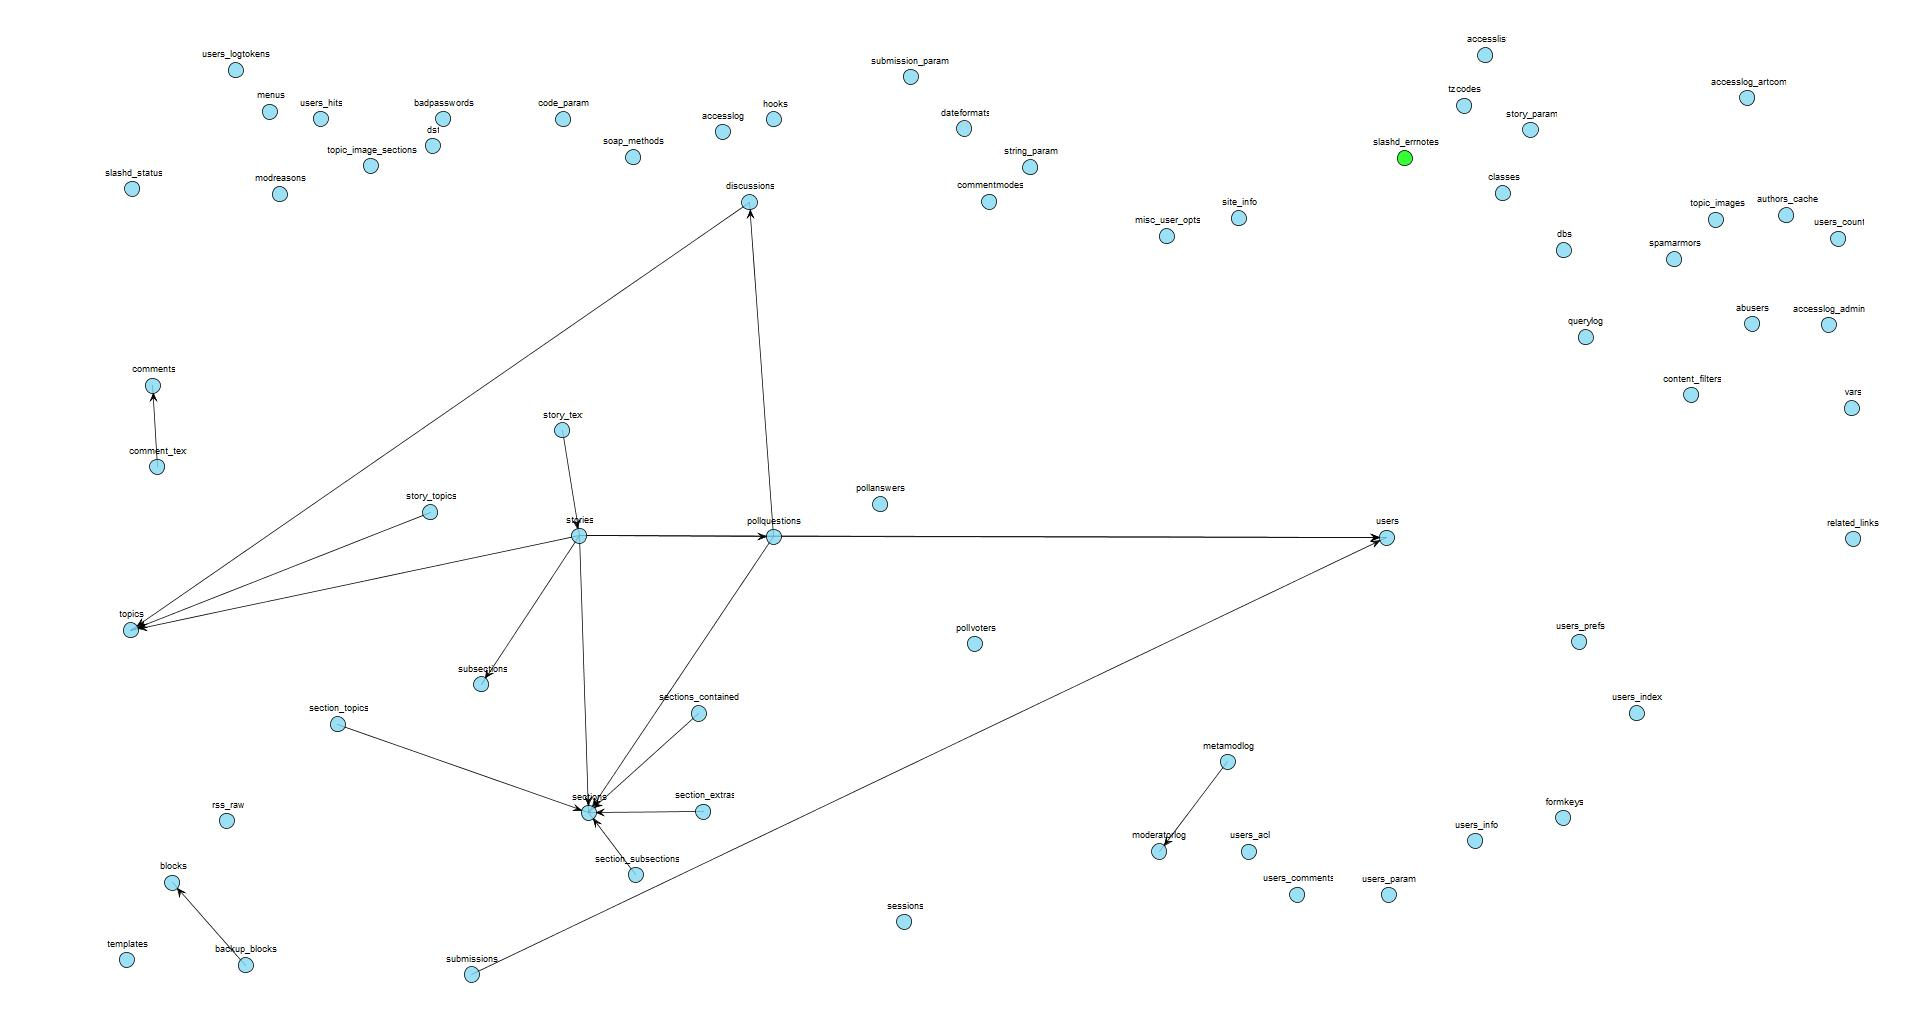 accesslis
users_logtokens
submission_param
accesslog_artcom
tzcodes
menus
users_hits
badpasswords
code_param
hooks
accesslog
dateformats
story_param
dst
soap_methods
slashd_errnotes
topic_image_sections
string_param
slashd_status
modreasons
classes
discussions
commentmodes
site_info
topic_images
authors_cache
misc_user_opts
users_count
dbs
spamarmors
abusers
accesslog_admin
querylog
comments
content_filters
vars
story_tex
comment_tex
pollanswers
story_topics
stories
pollquestions
users
related_links
topics
pollvoters
users_prefs
subsections
sections_contained
users_index
section_topics
metamodlog
sections
section_extras
rss_raw
formkeys
users_info
moderatorlog
users_acl
section_subsections
blocks
users_comments
users_param
sessions
templates
backup_blocks
submissions